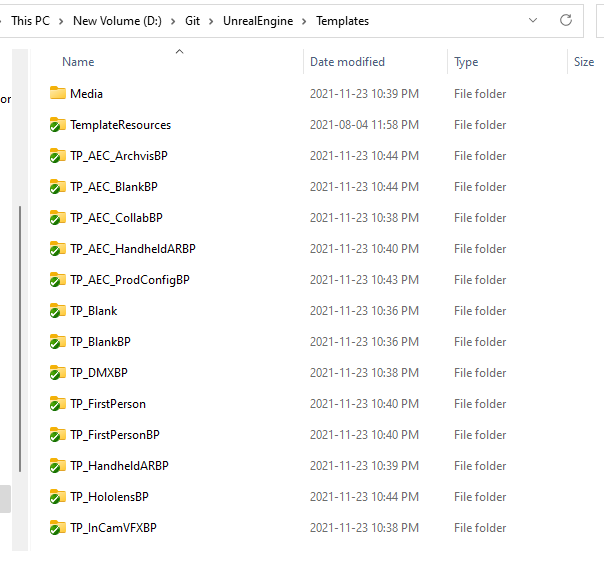 This PC > New Volume (D:) > Git > UnrealEngine > Templates
Name Date modified Type Size
or
Media 2021-11-23 10:39 PM File folder
TemplateResources 2021-08-04 11:58 PM File folder
TP_AEC_ArchvisBP 2021-11-23 10:44 PM File folder
TP_AEC_BlankBP 2021-11-23 10:44 PM File folder
TP_AEC_CollabBP 2021-11-23 10:38 PM File folder
TP_AEC_HandheldARBP 2021-11-23 10:40 PM File folder
TP_AEC_ProdConfigBP 2021-11-23 10:43 PM File folder
TP_Blank 2021-11-23 10:36 PM File folder
TP_BlankBP 2021-11-23 10:36 PM File folder
TP_DMXBP 2021-11-23 10:38 PM File folder
TP_FirstPerson 2021-11-23 10:40 PM File folder
TP_FirstPersonBP 2021-11-23 10:40 PM File folder
TP_HandheldARBP 2021-11-23 10:39 PM File folder
TP_HololensBP 2021-11-23 10:44 PM File folder
TP_InCamVFXBP 2021-11-23 10:38 PM File folder